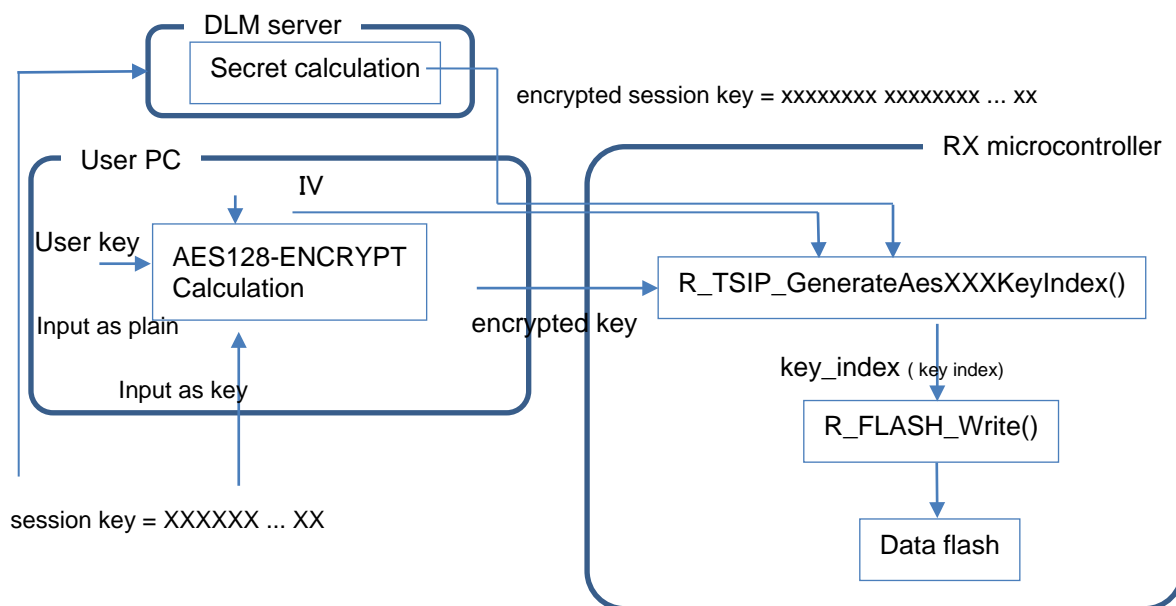 DLM server
Secret calculation
encrypted session key = xxxxxxxx xxxxxxxx ... xx
User PC
RX microcontroller
IV
User key
AES128-ENCRYPT
Calculation
R_TSIP_GenerateAesXXXKeyIndex()
Input as plain
encrypted key
key_index ( key index)
Input as key
R_FLASH_Write()
session key = XXXXXX ... XX
Data flash